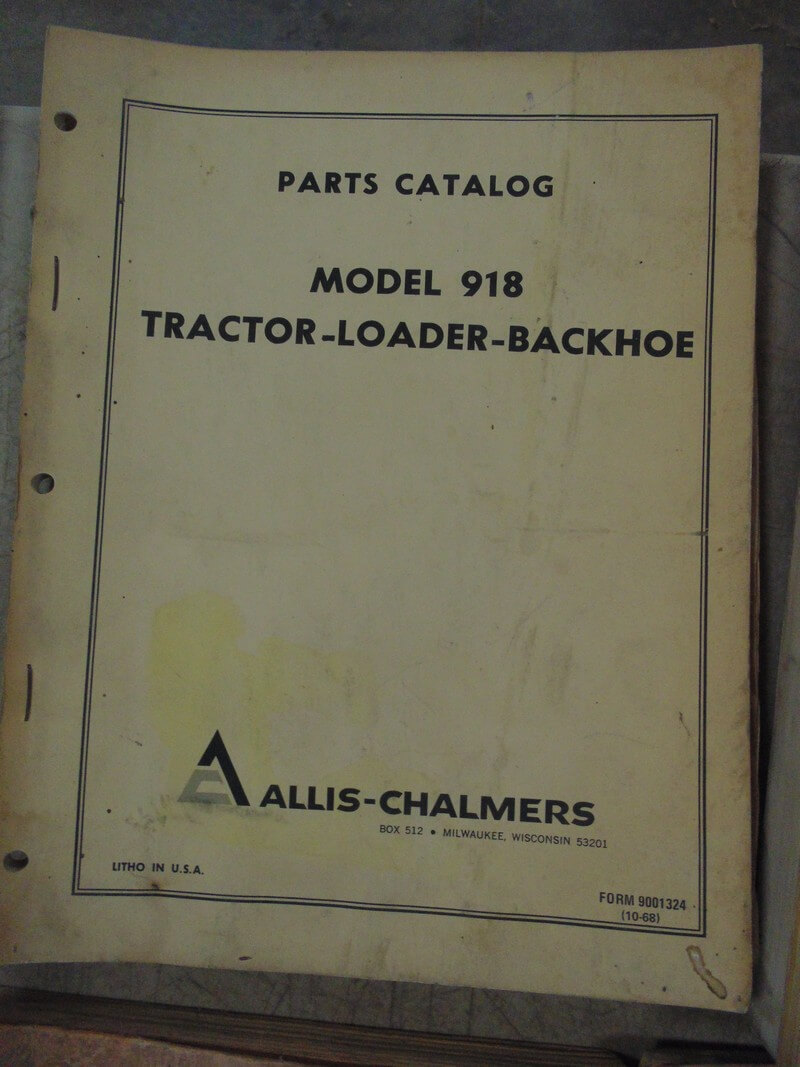 PARTS CATALOG
MODEL 918
TRACTOR-LOADER-BACKHOE
ALLIS-CHALMERS
BOX 512 • MILWAUKEE, WISCONSIN 53201
LITHO IN U.S.A.
FORM 9001324
(10-68)